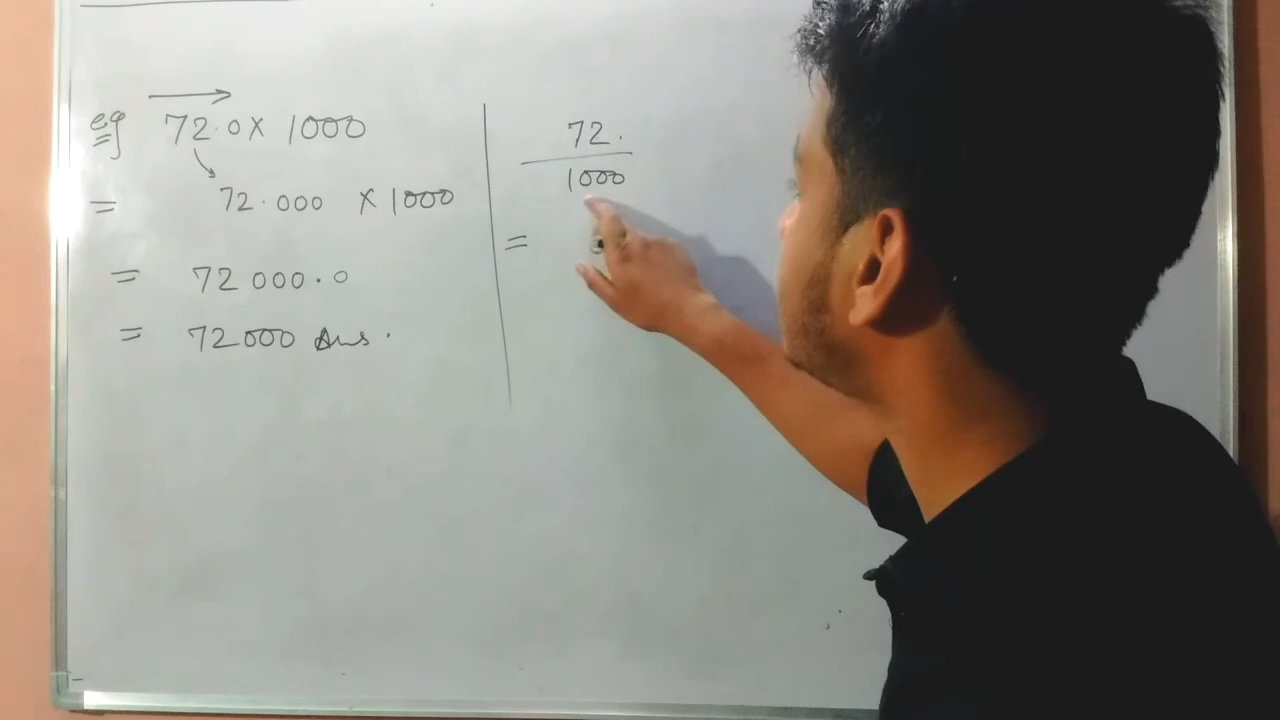 eg 72.0 X 1000
72.000 X 1000
=
= 72000.0
= 72000 Ans.
72.
1000
=